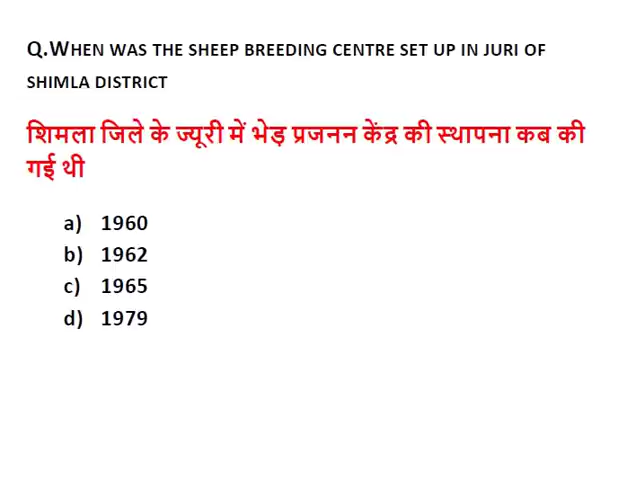 Q.WHEN WAS THE SHEEP BREEDING CENTRE SET UP IN JURI OF
SHIMLA DISTRICT
शिमला जिले के ज्यूरी में भेड़ प्रजनन केंद्र की स्थापना कब की
गई थी
a) 1960
b) 1962
c) 1965
d) 1979